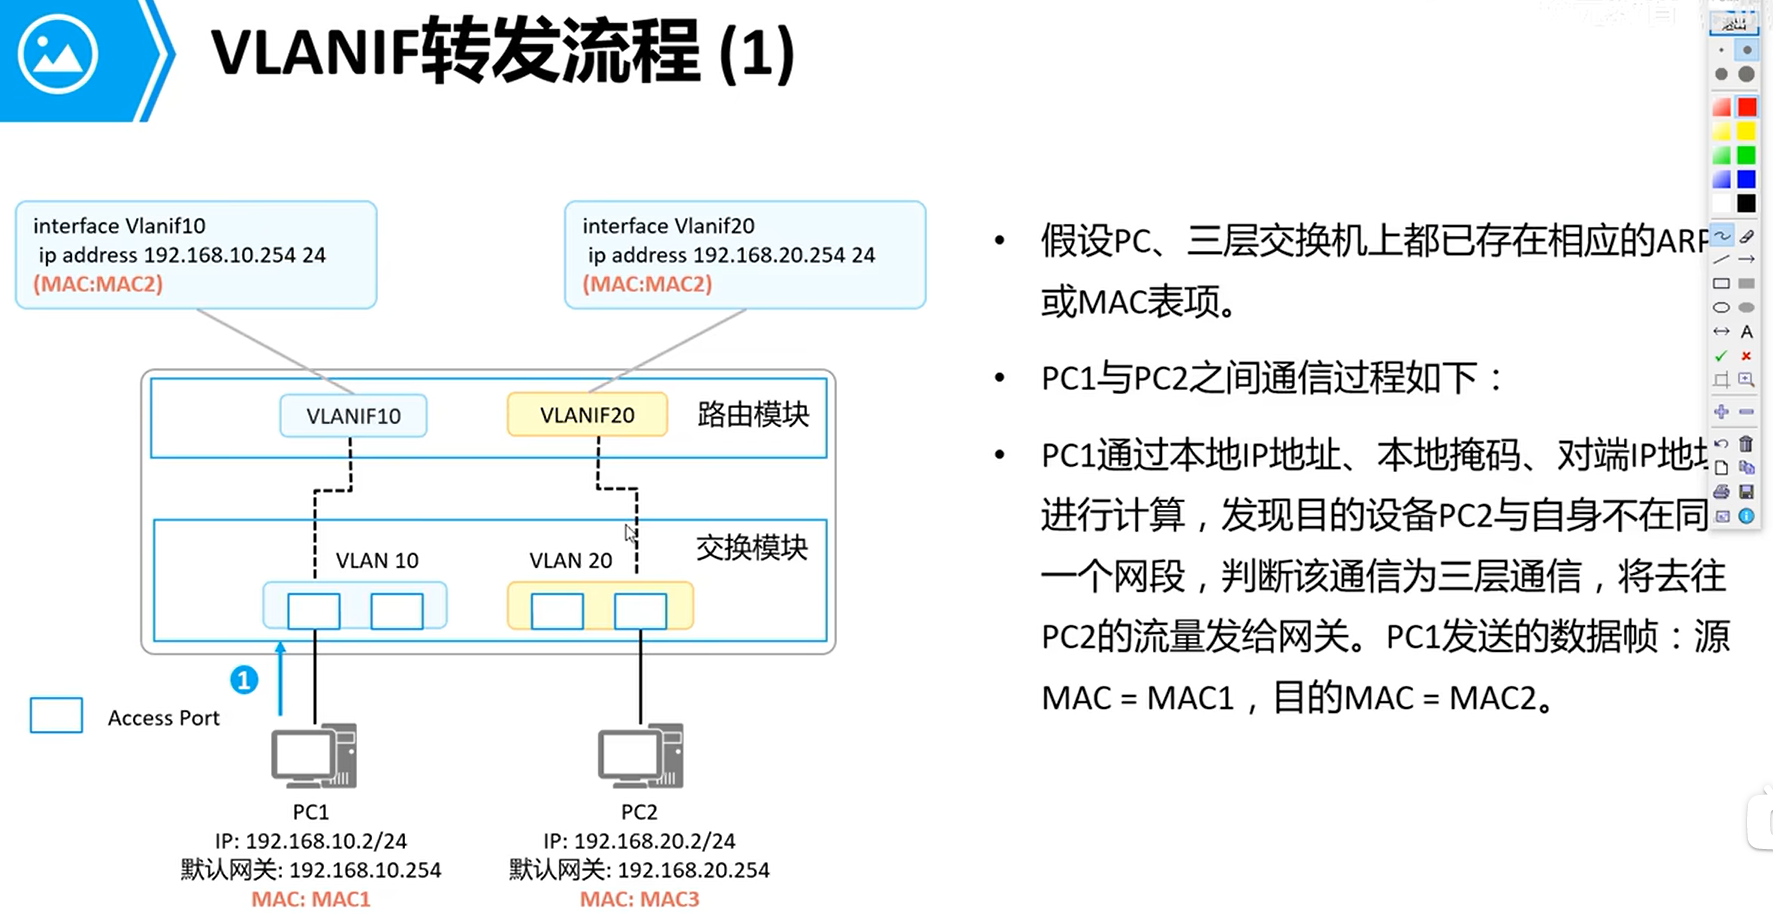 VLANIF转发流程 (1)
interface Vlanif10
ip address 192.168.10.254 24
(MAC:MAC2)
interface Vlanif20
ip address 192.168.20.254 24
(MAC:MAC2)
VLANIF10
VLANIF20
路由模块
VLAN 10
VLAN 20
交换模块
1
Access Port
PC1
IP: 192.168.10.2/24
默认网关: 192.168.10.254
MAC: MAC1
PC2
IP: 192.168.20.2/24
默认网关: 192.168.20.254
MAC: MAC3
• 假设PC、三层交换机上都已存在相应的ARP
或MAC表项。
• PC1与PC2之间通信过程如下：
• PC1通过本地IP地址、本地掩码、对端IP地址
进行计算，发现目的设备PC2与自身不在同
一个网段，判断该通信为三层通信，将去往
PC2的流量发给网关。PC1发送的数据帧：源
MAC = MAC1，目的MAC = MAC2。
A